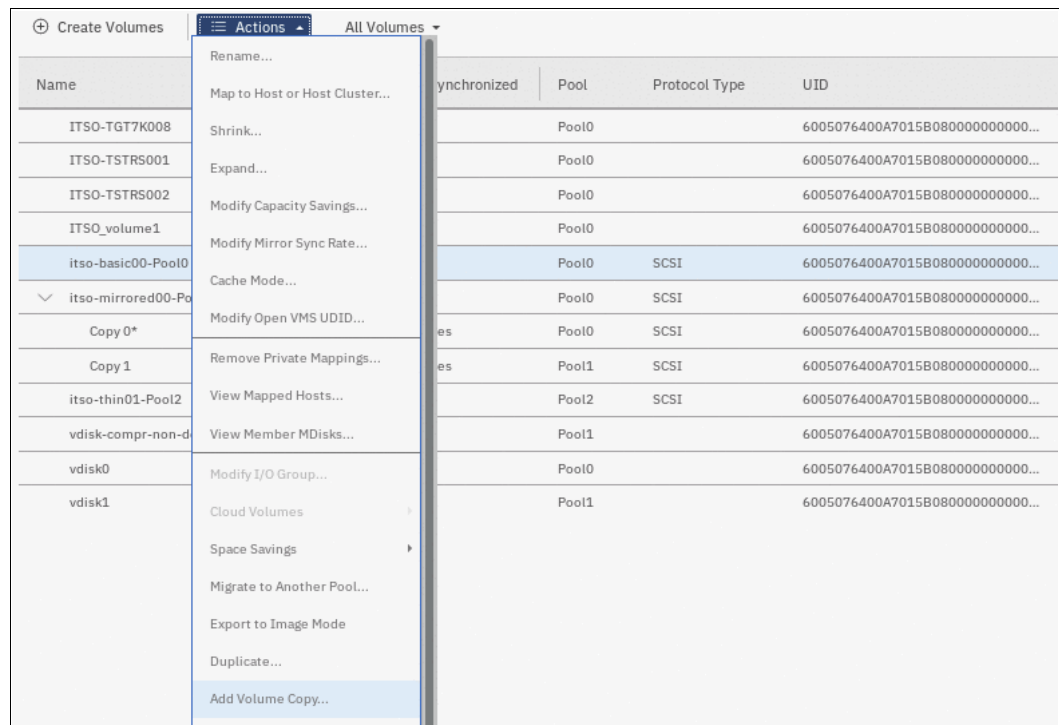 Create Volumes Actions All Volumes
Name ynchronized Pool Protocol Type UID
Rename...
Map to Host or Host Cluster...
ITSO-TGT7K008 Pool0 6005076400A7015B080000000000...
Shrink...
ITSO-TSTRS001 Pool0 6005076400A7015B080000000000...
Expand...
ITSO-TSTRS002 Pool0 6005076400A7015B080000000000...
Modify Capacity Savings...
ITSO_volume1 Pool0 6005076400A7015B080000000000...
Modify Mirror Sync Rate...
itso-basic00-Pool0 Pool0 SCSI 6005076400A7015B080000000000...
Cache Mode...
itso-mirrored00-Po Pool0 SCSI 6005076400A7015B080000000000...
Modify Open VMS UDID...
Copy 0* es Pool0 SCSI 6005076400A7015B080000000000...
Remove Private Mappings...
Copy 1 es Pool1 SCSI 6005076400A7015B080000000000...
View Mapped Hosts...
itso-thin01-Pool2 Pool2 SCSI 6005076400A7015B080000000000...
vdisk-compr-non-d View Member MDisks... Pool1 6005076400A7015B080000000000...
vdisk0 Pool0 6005076400A7015B080000000000...
Modify I/O Group...
vdisk1 Pool1 6005076400A7015B080000000000...
Cloud Volumes
Space Savings
Migrate to Another Pool...
Export to Image Mode
Duplicate...
Add Volume Copy...